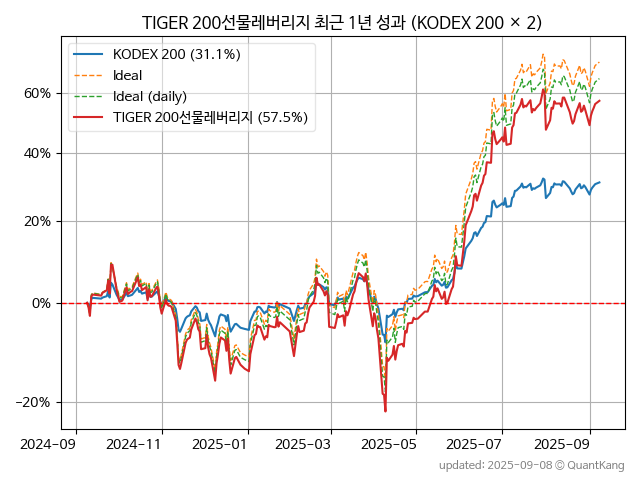 TIGER 200선물레버리지 최근 1년 성과 (KODEX 200 × 2)
KODEX 200 (31.1%)
Ideal
Ideal (daily)
TIGER 200선물레버리지 (57.5%)
60%
40%
20%
0%
−20%
2024-09 2024-11 2025-01 2025-03 2025-05 2025-07 2025-09
updated: 2025-09-08 © QuantKang